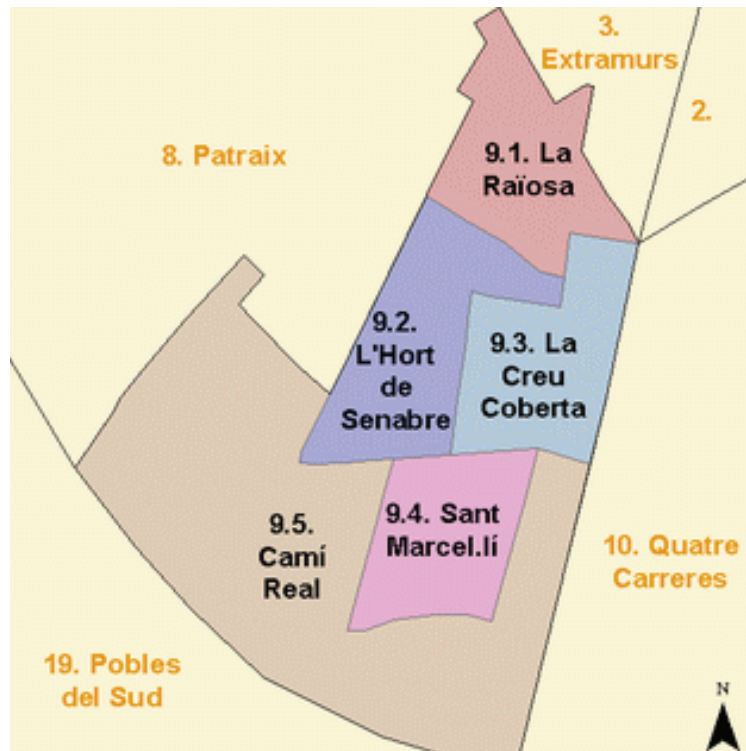 3.
Extramurs
2.
8. Patraix
9.1. La
Raïosa
9.2.
L'Hort
de
Senabre
9.3. La
Creu
Coberta
9.4. Sant
Marcel.lí
9.5.
Camí
Real
10. Quatre
Carreres
19. Pobles
del Sud
N